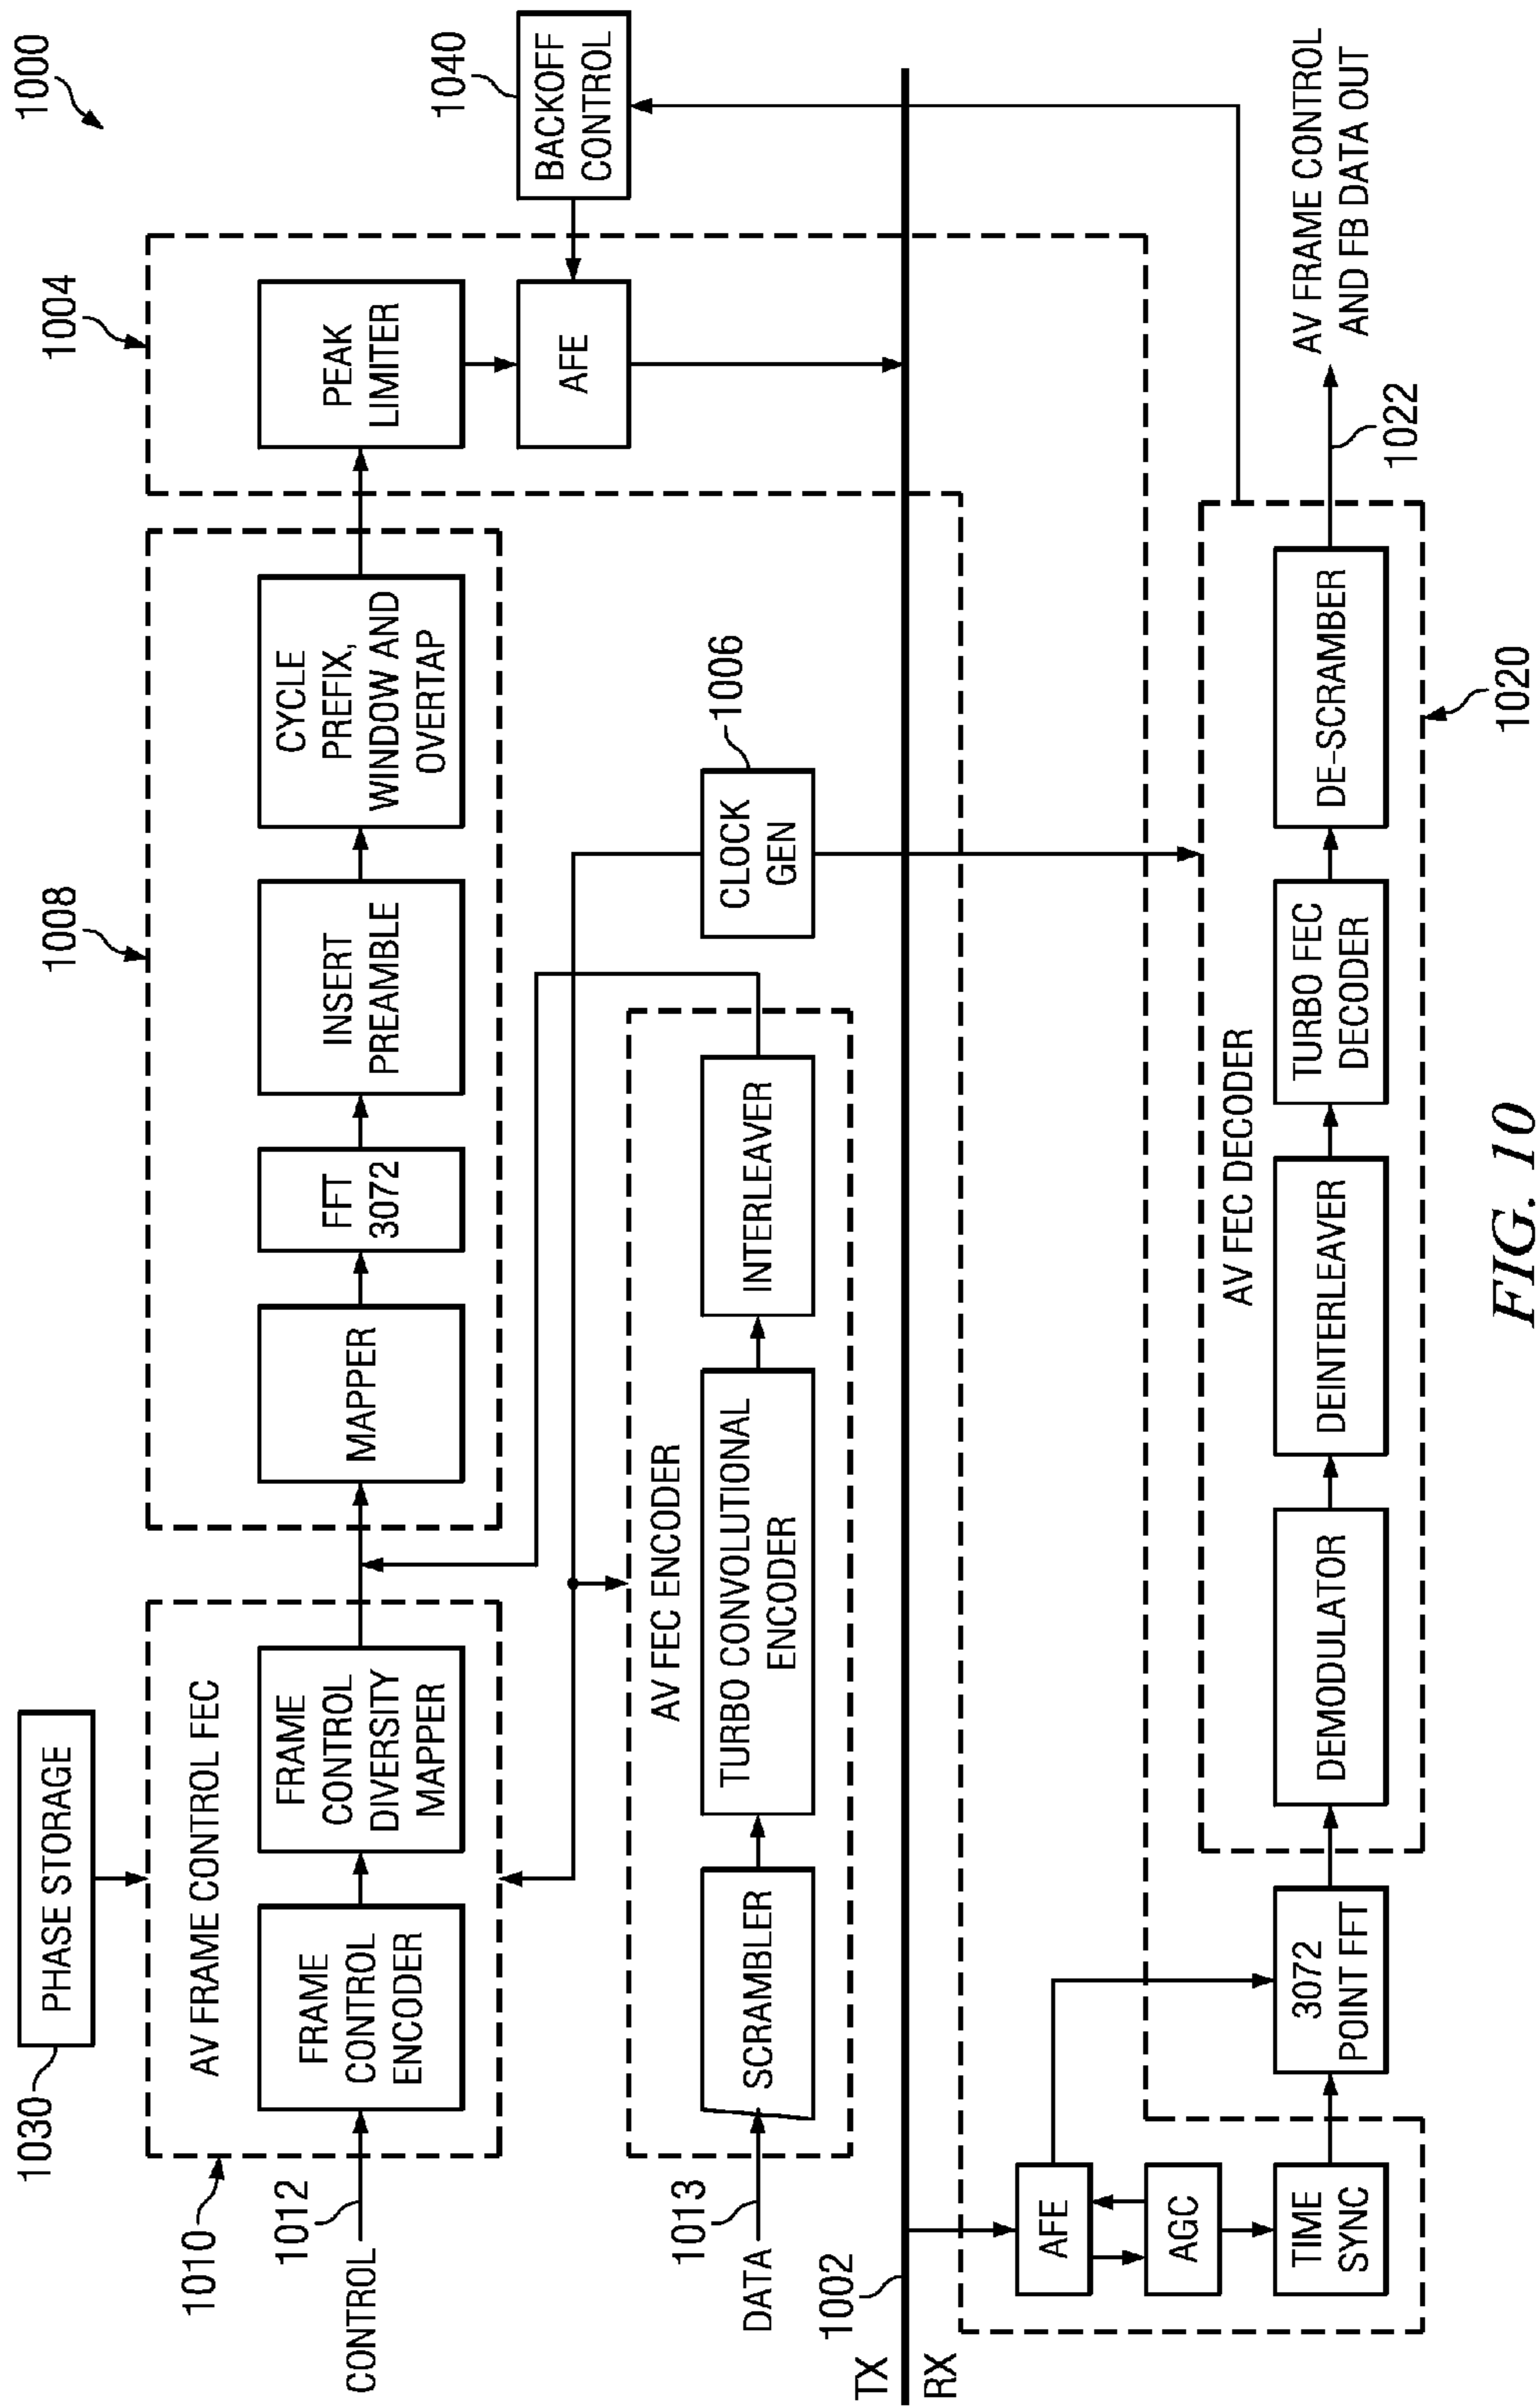 1000
1030
PHASE STORAGE
1010
AV FRAME CONTROL FEC
CONTROL
1012
FRAME
CONTROL
ENCODER
FRAME
CONTROL
DIVERSITY
MAPPER
1008
MAPPER
FFT
3072
INSERT
PREAMBLE
CYCLE
PREFIX,
WINDOW AND
OVERTAP
1004
PEAK
LIMITER
AFE
1040
BACKOFF
CONTROL
AV FEC ENCODER
DATA
1013
SCRAMBLER
TURBO CONVOLUTIONAL
ENCODER
INTERLEAVER
CLOCK
GEN
1006
1002
TX
RX
AFE
AGC
TIME
SYNC
3072
POINT FFT
AV FEC DECODER
DEMODULATOR
DEINTERLEAVER
TURBO FEC
DECODER
DE-SCRAMBER
1020
1022
AV FRAME CONTROL
AND FB DATA OUT
FIG. 10